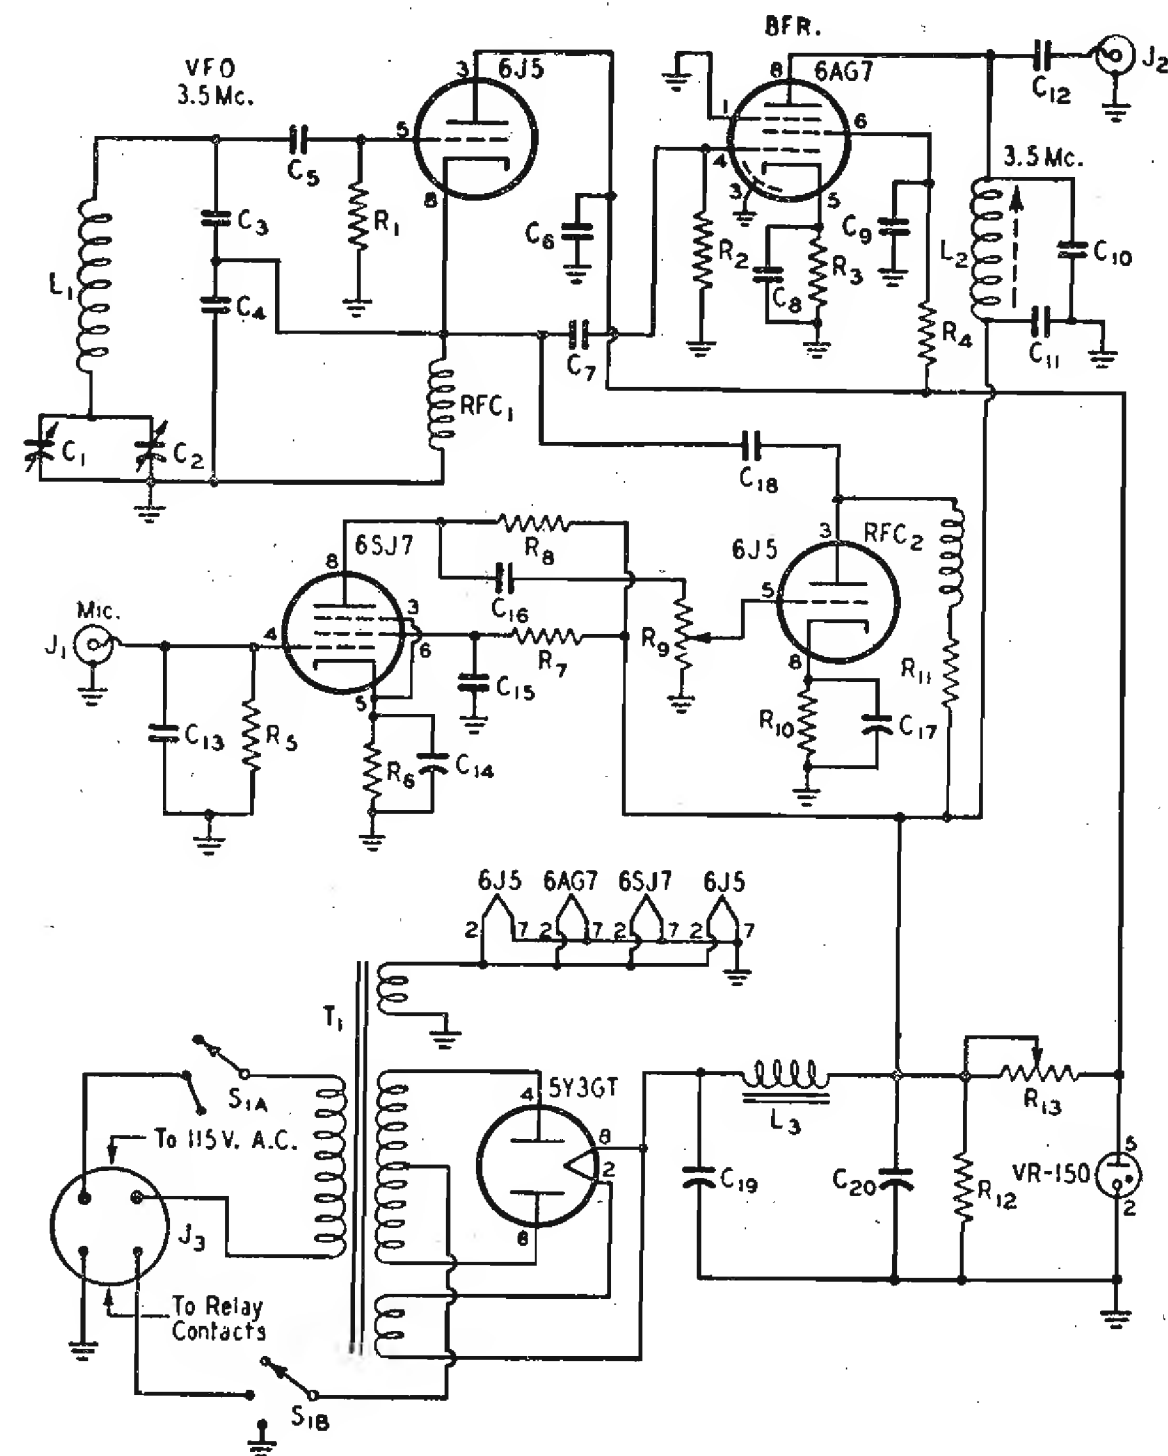 BFR.
VFO
3.5 Mc.
6J5
3
5
8
C5
R1
C3
C4
L1
C1
C2
RFC1
C6
C7
6AG7
8
1
4
3
5
6
R2
C8
R3
C9
R4
C12
J2
3.5 Mc.
L2
C10
C11
C18
6SJ7
8
4
3
6
5
R8
C16
R7
C15
R9
Mic.
J1
C13
R5
R6
C14
6J5
3
5
8
RFC2
R11
R10
C17
6J5 6AG7 6SJ7 6J5
2 7 2 7 2 7 2 7
T1
S1A
To 115 V. A.C.
J3
To Relay
Contacts
S1B
5Y3GT
4
8
2
6
L3
C19
C20
R12
R13
VR-150
5
2